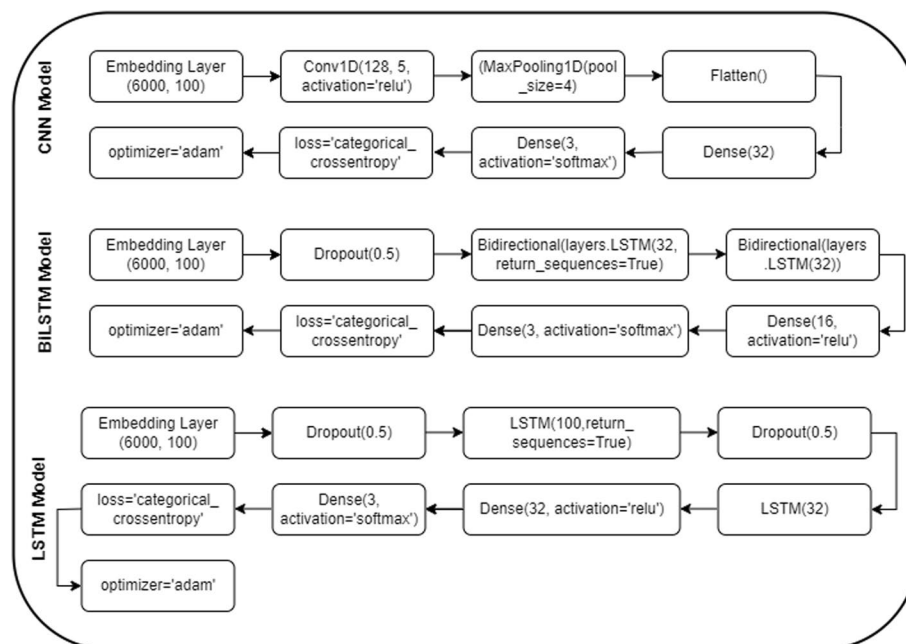 CNN Model
Embedding Layer
(6000, 100)
Conv1D(128, 5,
activation='relu')
(MaxPooling1D(pool
_size=4)
Flatten()
Dense(32)
Dense(3,
activation='softmax')
loss='categorical_
crossentropy'
optimizer='adam'
BILSTM Model
Embedding Layer
(6000, 100)
Dropout(0.5)
Bidirectional(layers.LSTM(32,
return_sequences=True)
Bidirectional(layers
.LSTM(32))
Dense(16,
activation='relu')
Dense(3, activation='softmax')
loss='categorical_
crossentropy'
optimizer='adam'
LSTM Model
Embedding Layer
(6000, 100)
Dropout(0.5)
LSTM(100,return_
sequences=True)
Dropout(0.5)
LSTM(32)
Dense(32, activation='relu')
Dense(3,
activation='softmax')
loss='categorical_
crossentropy'
optimizer='adam'